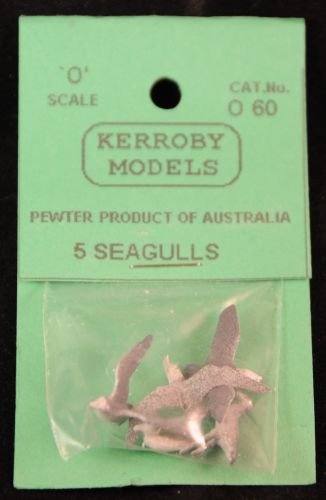 'O'
SCALE
CAT.No.
O 60
KERROBY
MODELS
PEWTER PRODUCT OF AUSTRALIA
5 SEAGULLS